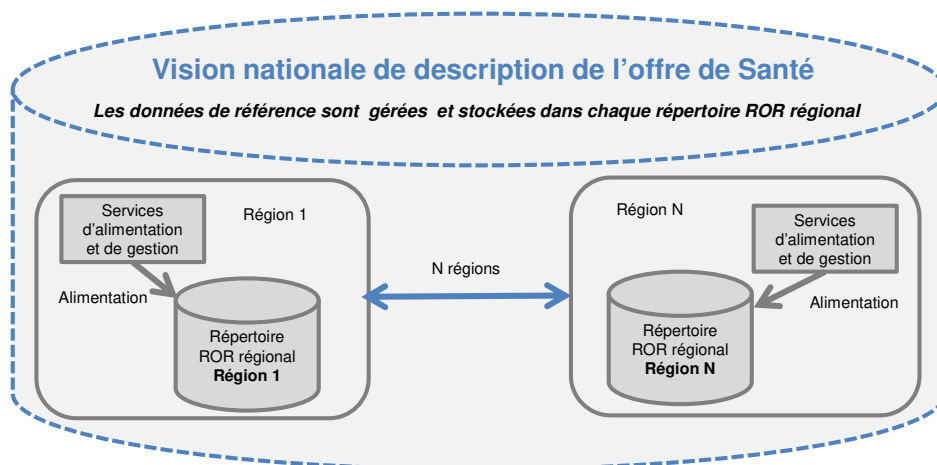 Vision nationale de description de l'offre de Santé
Les données de référence sont gérées et stockées dans chaque répertoire ROR régional
Services
d'alimentation
et de gestion
Région 1
Alimentation
Répertoire
ROR régional
Région 1
N régions
Région N
Services
d'alimentation
et de gestion
Alimentation
Répertoire
ROR régional
Région N